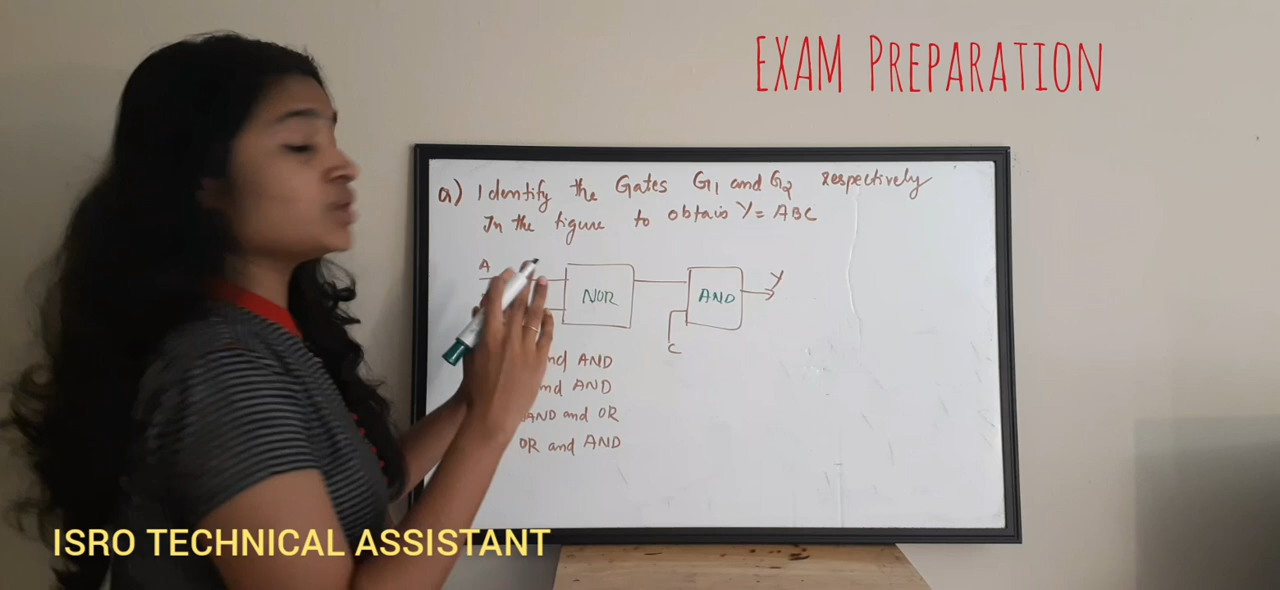 EXAM PREPARATION
a) Identify the Gates G1 and G2 respectively
In the figure to obtain Y = ABC
A
NOR
AND
Y
C
and AND
and AND
AND and OR
OR and AND
ISRO TECHNICAL ASSISTANT